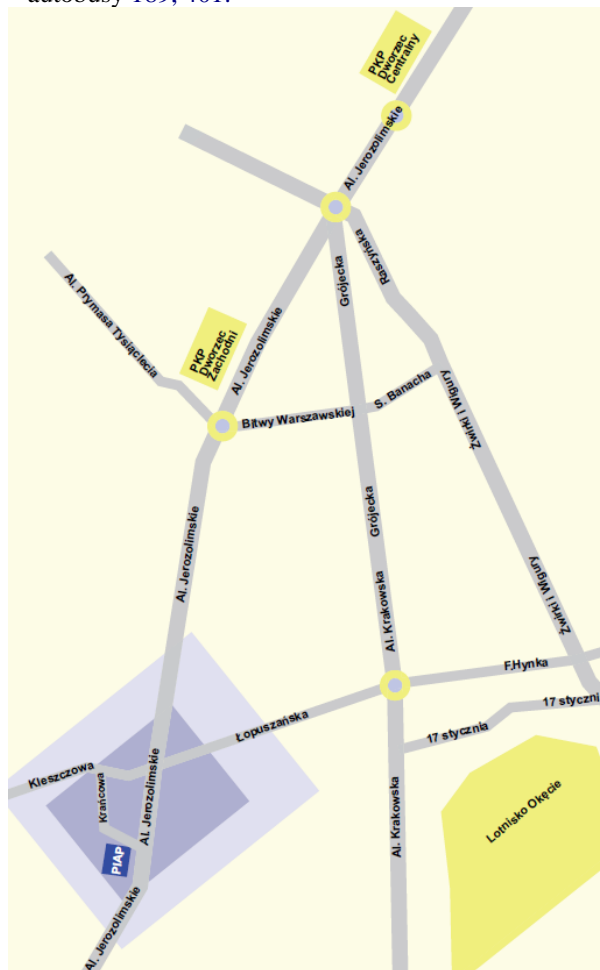 autobusy 189, 401.
PKP
Dworzec
Centralny
Al. Jerozolimskie
Raszyńska
Grójecka
Al. Prymasa Tysiąclecia
PKP
Dworzec
Zachodni
Al. Jerozolimskie
Bitwy Warszawskiej
S. Banacha
Żwirki i Wigury
Grójecka
Al. Jerozolimskie
Al. Krakowska
Żwirki i Wigury
F.Hynka
17 styczni
Łopuszańska
17 stycznia
Kleszczowa
Krańcowa
Al. Jerozolimskie
Al. Krakowska
Lotnisko Okęcie
PIAP
Al. Jerozolimskie